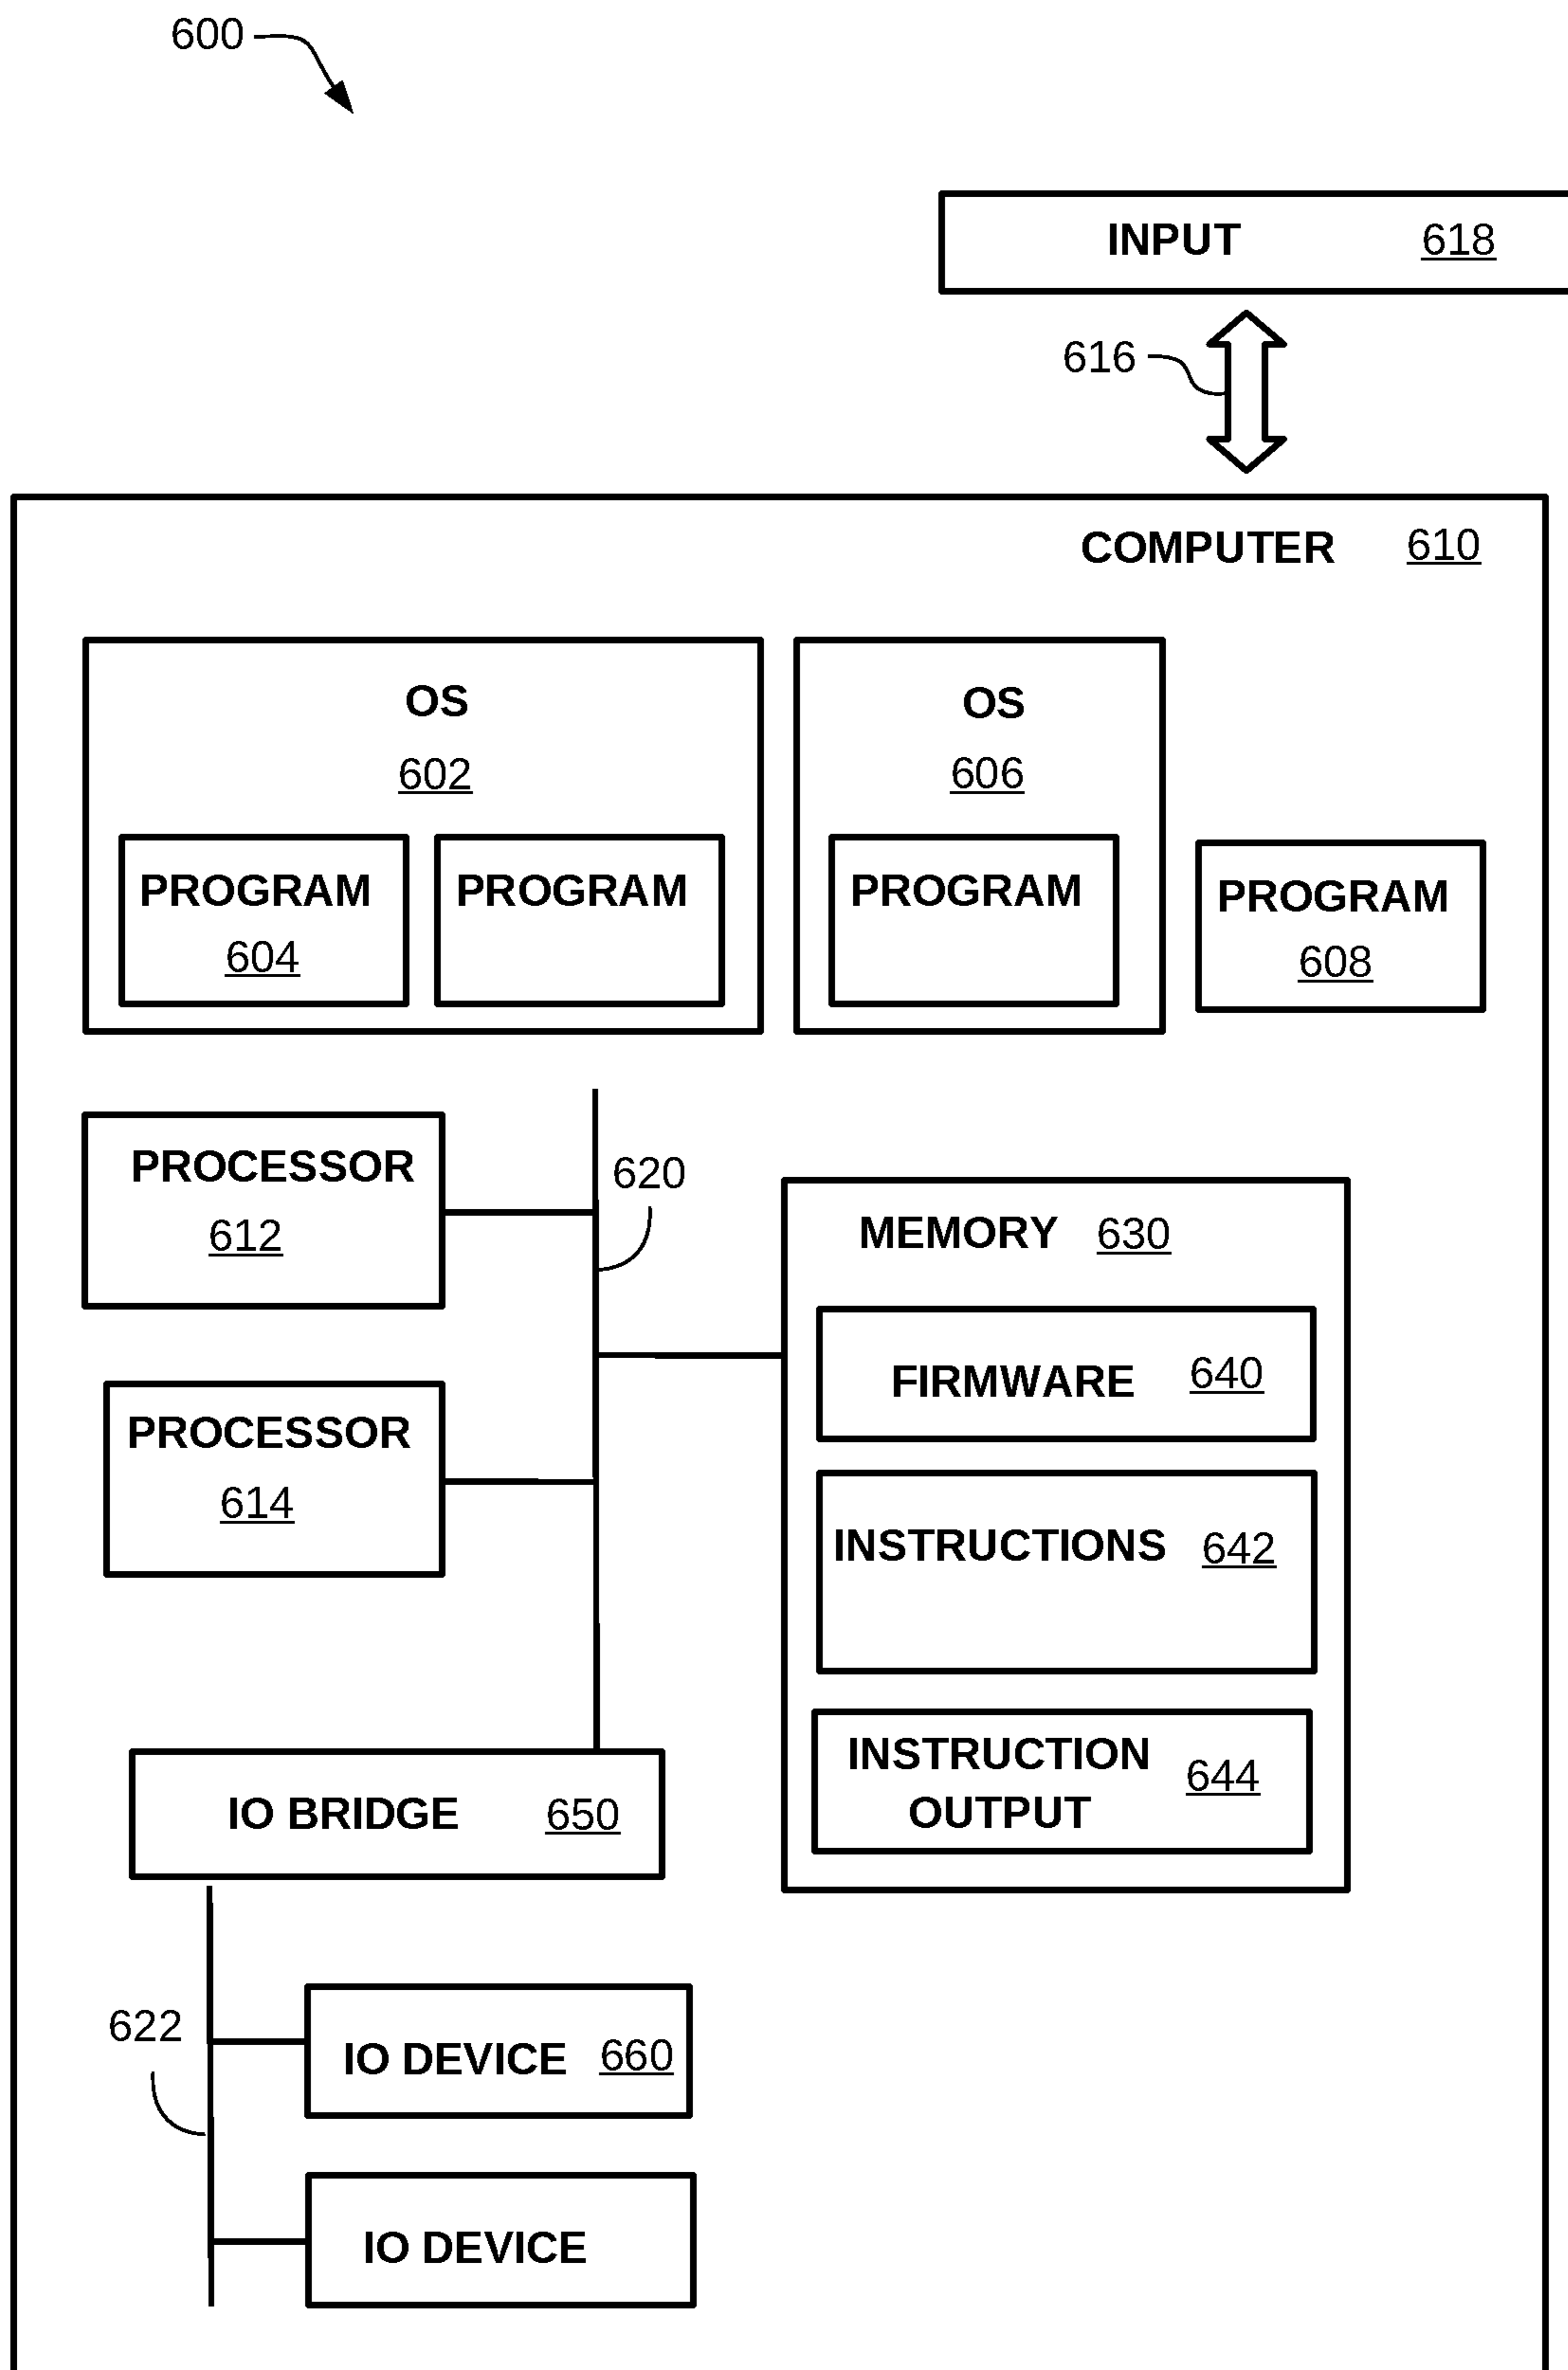 600
INPUT 618
616
COMPUTER 610
OS
602
OS
606
PROGRAM
604
PROGRAM
PROGRAM
PROGRAM
608
PROCESSOR
612
620
MEMORY 630
FIRMWARE 640
PROCESSOR
614
INSTRUCTIONS 642
INSTRUCTION
OUTPUT
644
IO BRIDGE 650
622
IO DEVICE 660
IO DEVICE